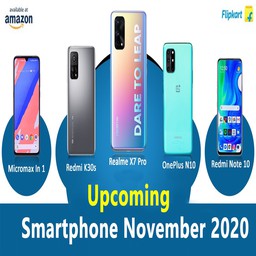 available at
amazon
Flipkart
DARE TO LEAP
ONEPLUS
Micromax In 1
Redmi K30s
Realme X7 Pro
OnePlus N10
Redmi Note 10
Upcoming
Smartphone November 2020